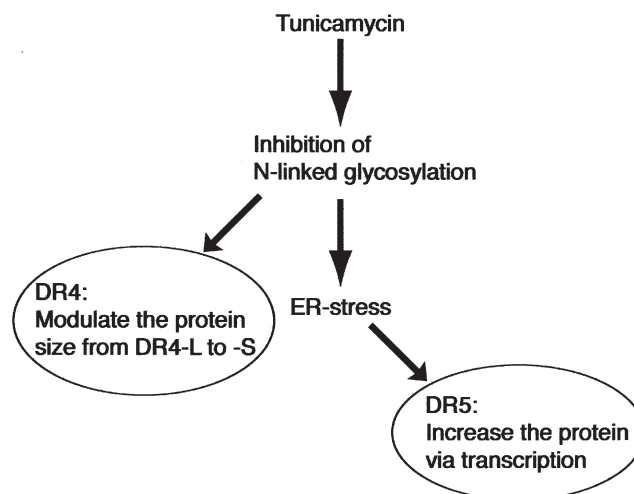 Tunicamycin
Inhibition of
N-linked glycosylation
DR4:
Modulate the protein
size from DR4-L to -S
ER-stress
DR5:
Increase the protein
via transcription